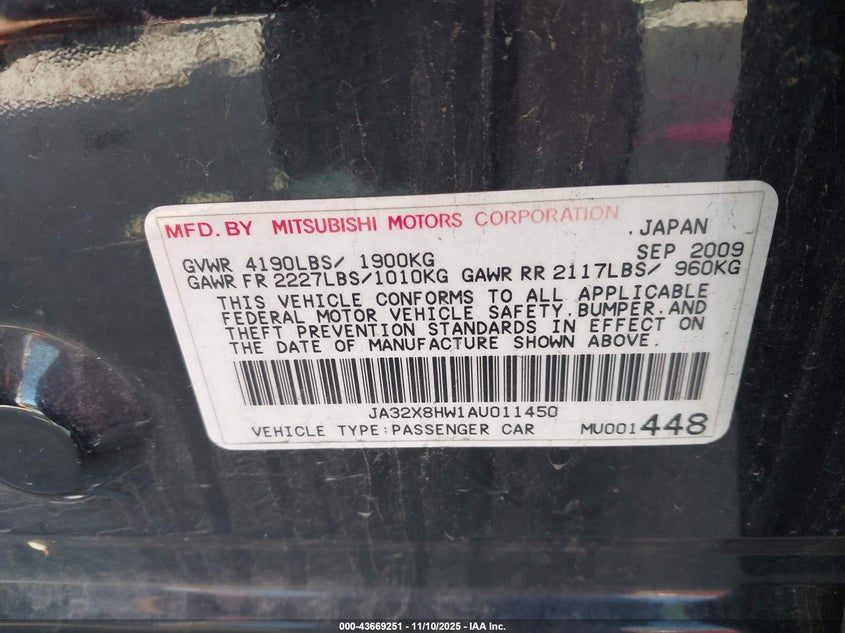 MFD. BY MITSUBISHI MOTORS CORPORATION JAPAN
SEP 2009
GVWR 4190LBS/ 1900KG
GAWR FR 2227LBS/1010KG GAWR RR 2117LBS/ 960KG
THIS VEHICLE CONFORMS TO ALL APPLICABLE
FEDERAL MOTOR VEHICLE SAFETY, BUMPER, AND
THEFT PREVENTION STANDARDS IN EFFECT ON
THE DATE OF MANUFACTURE SHOWN ABOVE.
JA32X8HW1AU011450
VEHICLE TYPE:PASSENGER CAR MU001448
000-43669251 - 11/10/2025 - IAA Inc.